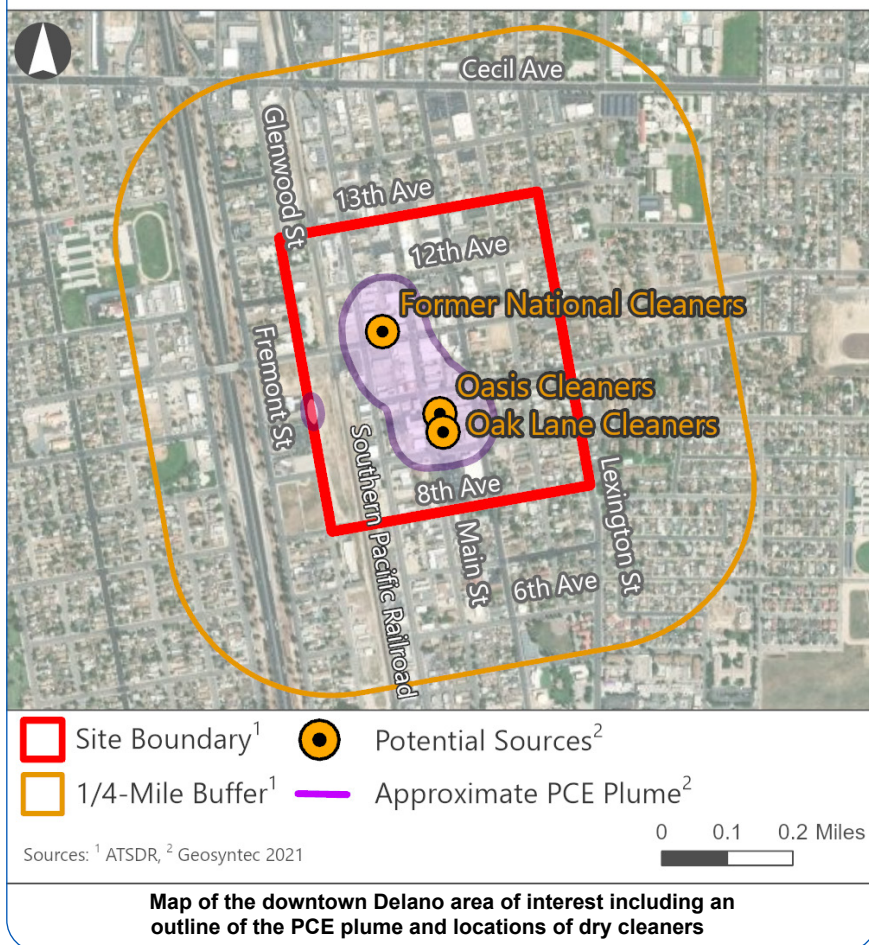 Cecil Ave
Glenwood St
13th Ave
12th Ave
Former National Cleaners
Fremont St
Oasis Cleaners
Oak Lane Cleaners
Southern Pacific Railroad
8th Ave
Main St
Lexington St
6th Ave
Site Boundary¹
Potential Sources²
1/4-Mile Buffer¹
Approximate PCE Plume²
0 0.1 0.2 Miles
Sources: ¹ ATSDR, ² Geosyntec 2021
Map of the downtown Delano area of interest including an
outline of the PCE plume and locations of dry cleaners